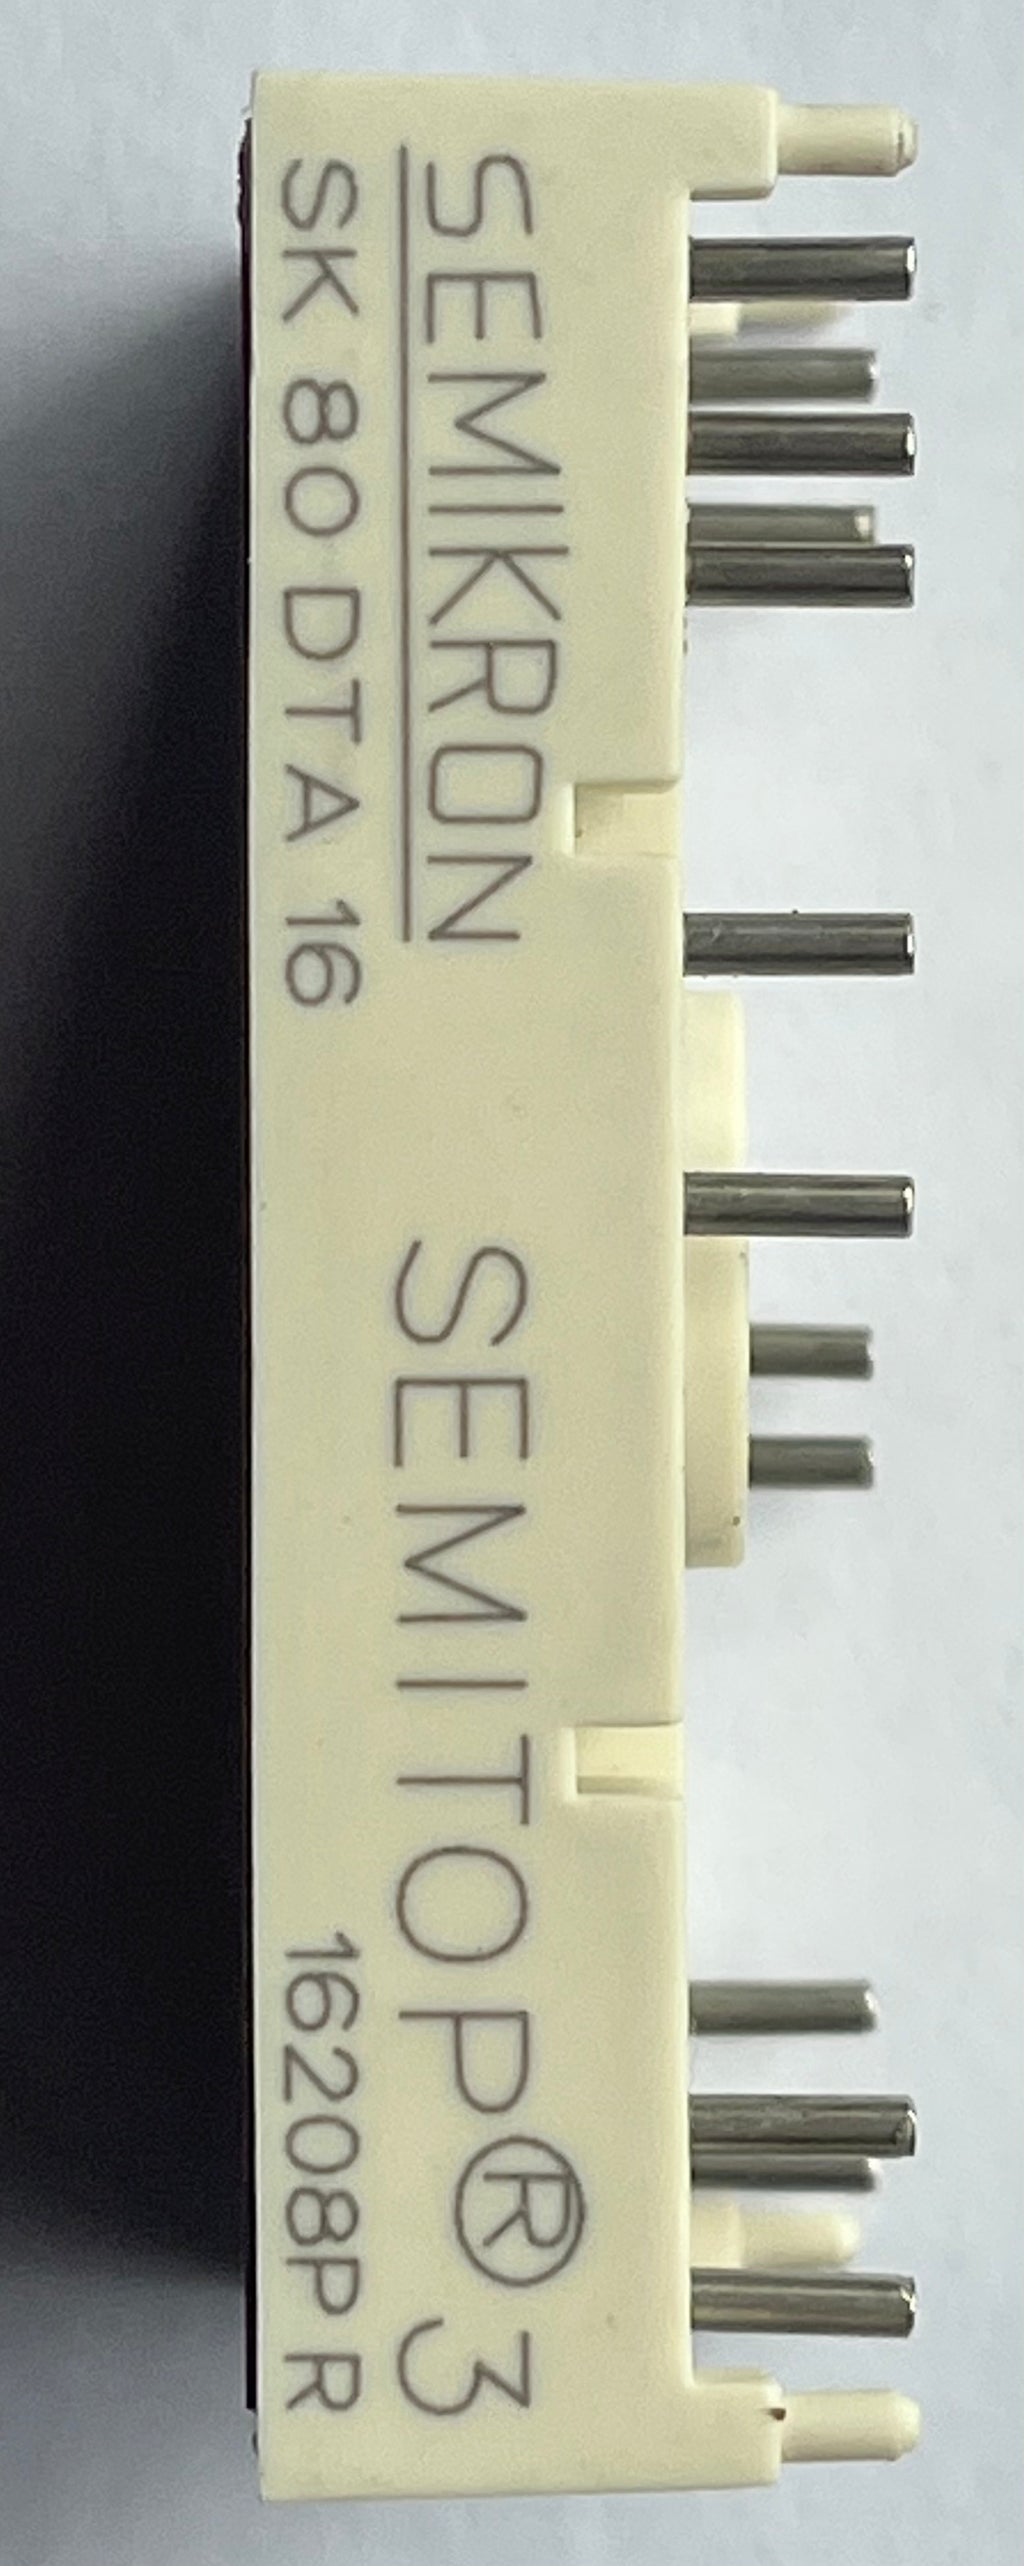 SEMIKRON SEMITOP® 3
SK 80 DTA 16 16208P R